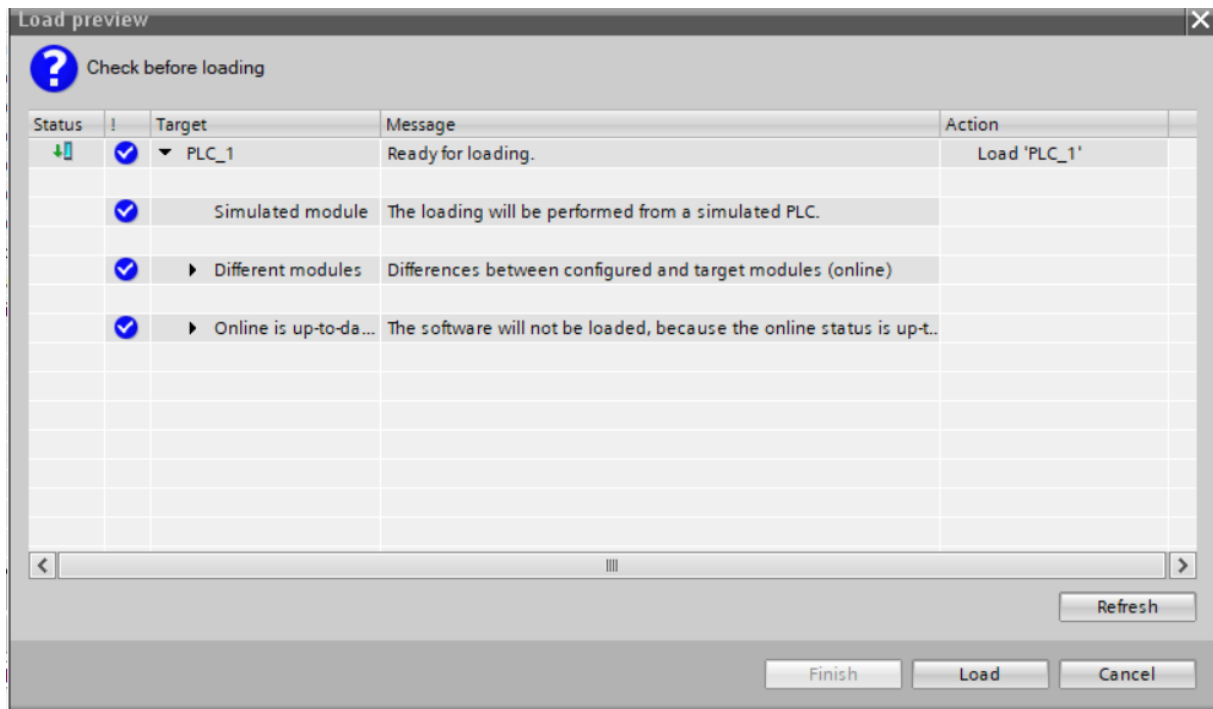 Load preview
Check before loading
Status ! Target Message Action
PLC_1 Ready for loading. Load 'PLC_1'
Simulated module The loading will be performed from a simulated PLC.
Different modules Differences between configured and target modules (online)
Online is up-to-da... The software will not be loaded, because the online status is up-t..
Refresh
Finish Load Cancel